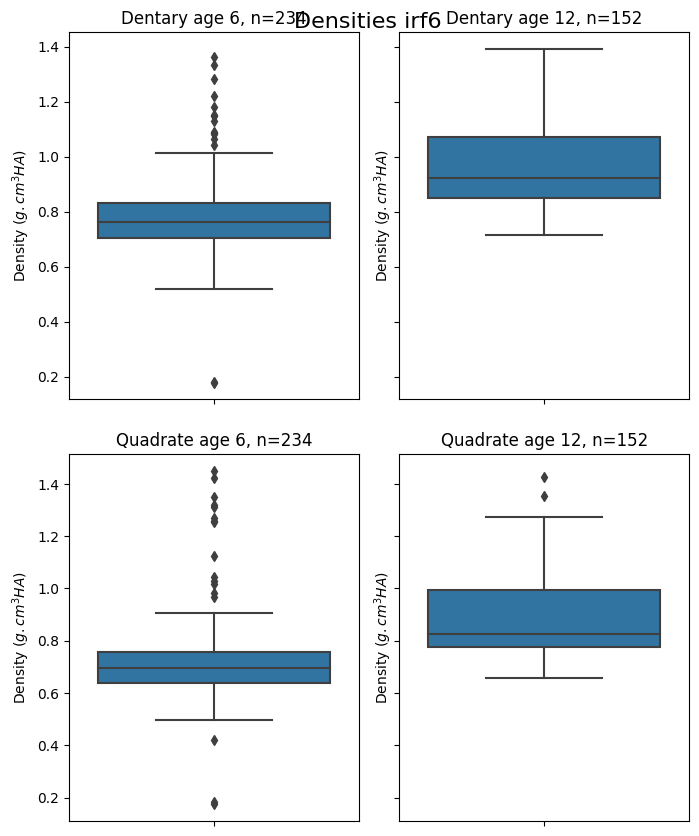 Densities irf6
Dentary age 6, n=234
Dentary age 12, n=152
1.4
1.2
1.0
0.8
0.6
0.4
0.2
Density (g.cm³HA)
Density (g.cm³HA)
Quadrate age 6, n=234
Quadrate age 12, n=152
1.4
1.2
1.0
0.8
0.6
0.4
0.2
Density (g.cm³HA)
Density (g.cm³HA)